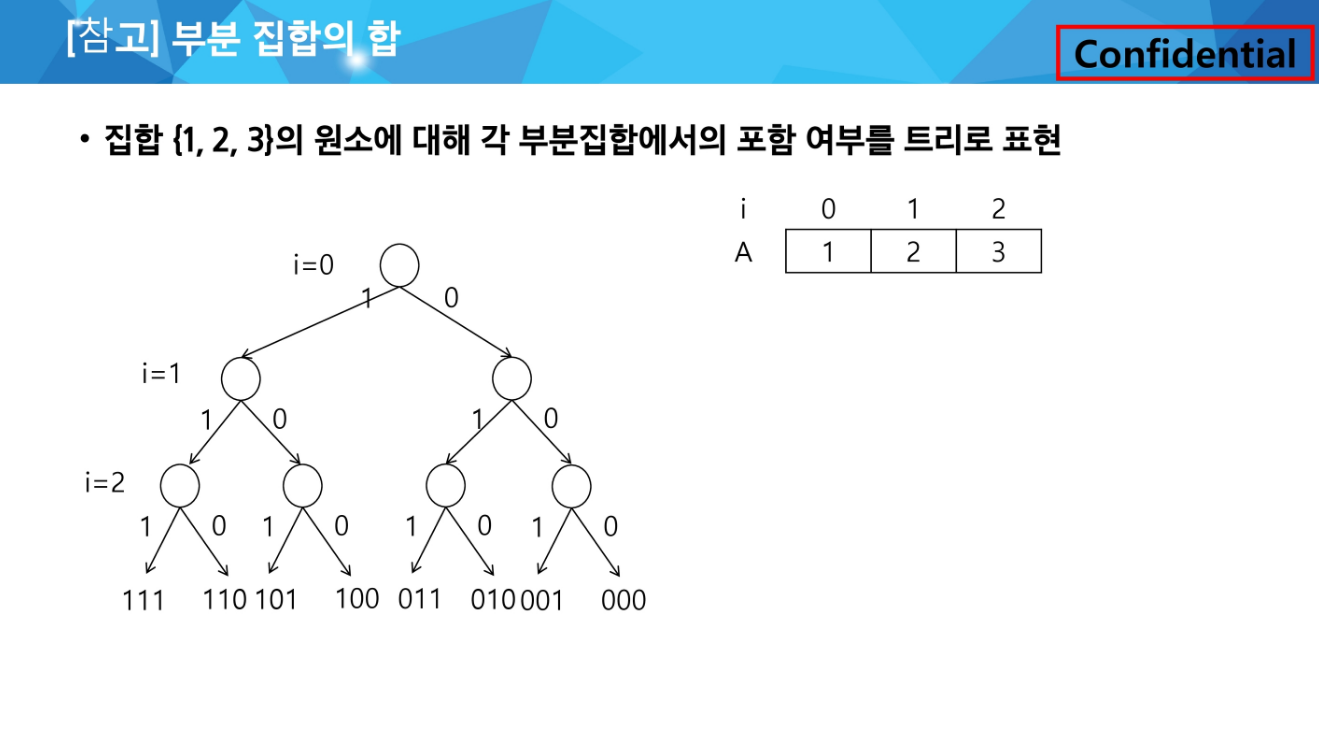 [참고] 부분 집합의 합
Confidential
• 집합 {1, 2, 3}의 원소에 대해 각 부분집합에서의 포함 여부를 트리로 표현
i 0 1 2
A 1 2 3
i=0
1 0
i=1
1 0 1 0
i=2
1 0 1 0 1 0 1 0
111 110 101 100 011 010 001 000